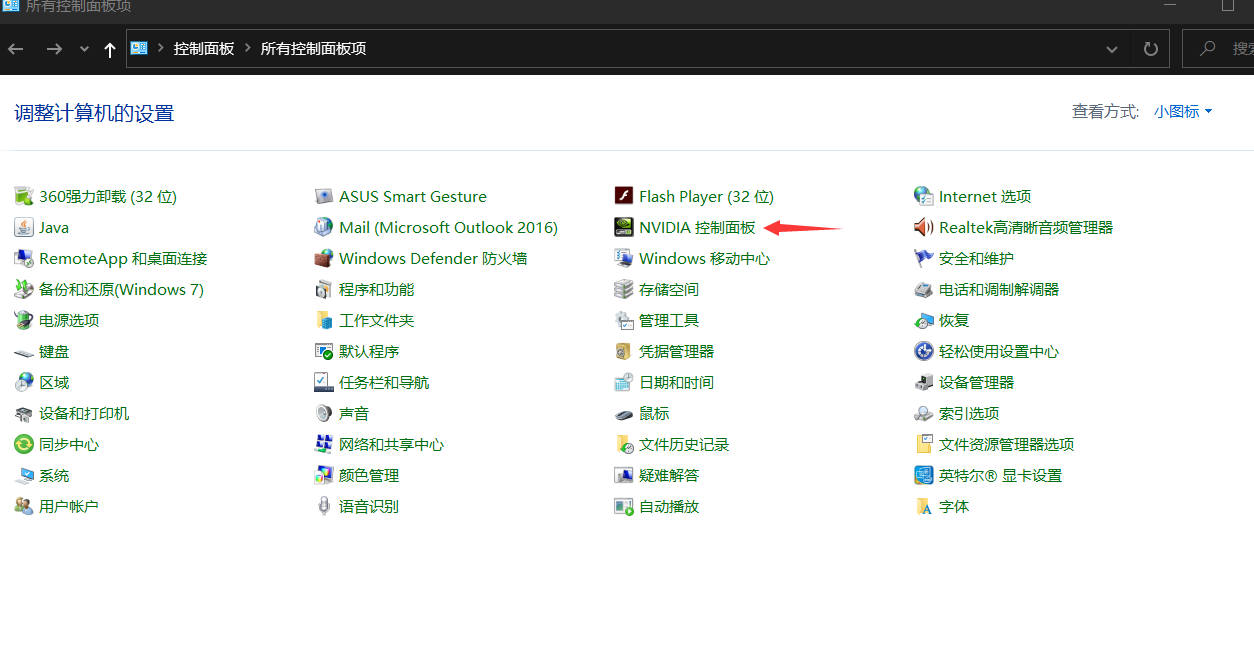 所有控制面板项
控制面板 所有控制面板项
搜索
调整计算机的设置
查看方式: 小图标
360强力卸载 (32 位) ASUS Smart Gesture Flash Player (32 位) Internet 选项
Java Mail (Microsoft Outlook 2016) NVIDIA 控制面板 Realtek高清晰音频管理器
RemoteApp 和桌面连接 Windows Defender 防火墙 Windows 移动中心 安全和维护
备份和还原(Windows 7) 程序和功能 存储空间 电话和调制解调器
电源选项 工作文件夹 管理工具 恢复
键盘 默认程序 凭据管理器 轻松使用设置中心
区域 任务栏和导航 日期和时间 设备管理器
设备和打印机 声音 鼠标 索引选项
同步中心 网络和共享中心 文件历史记录 文件资源管理器选项
系统 颜色管理 疑难解答 英特尔® 显卡设置
用户帐户 语音识别 自动播放 字体